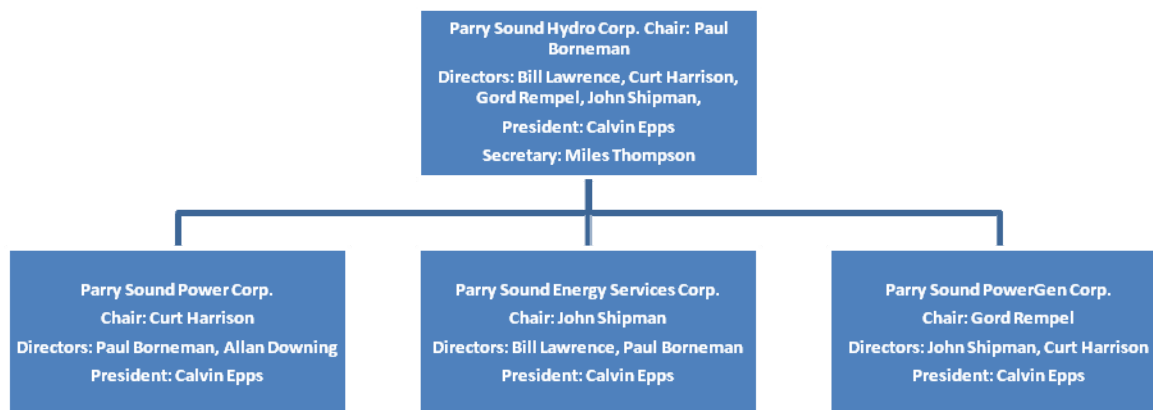 Parry Sound Hydro Corp. Chair: Paul
Borneman
Directors: Bill Lawrence, Curt Harrison,
Gord Rempel, John Shipman,
President: Calvin Epps
Secretary: Miles Thompson
Parry Sound Power Corp.
Chair: Curt Harrison
Directors: Paul Borneman, Allan Downing
President: Calvin Epps
Parry Sound Energy Services Corp.
Chair: John Shipman
Directors: Bill Lawrence, Paul Borneman
President: Calvin Epps
Parry Sound PowerGen Corp.
Chair: Gord Rempel
Directors: John Shipman, Curt Harrison
President: Calvin Epps